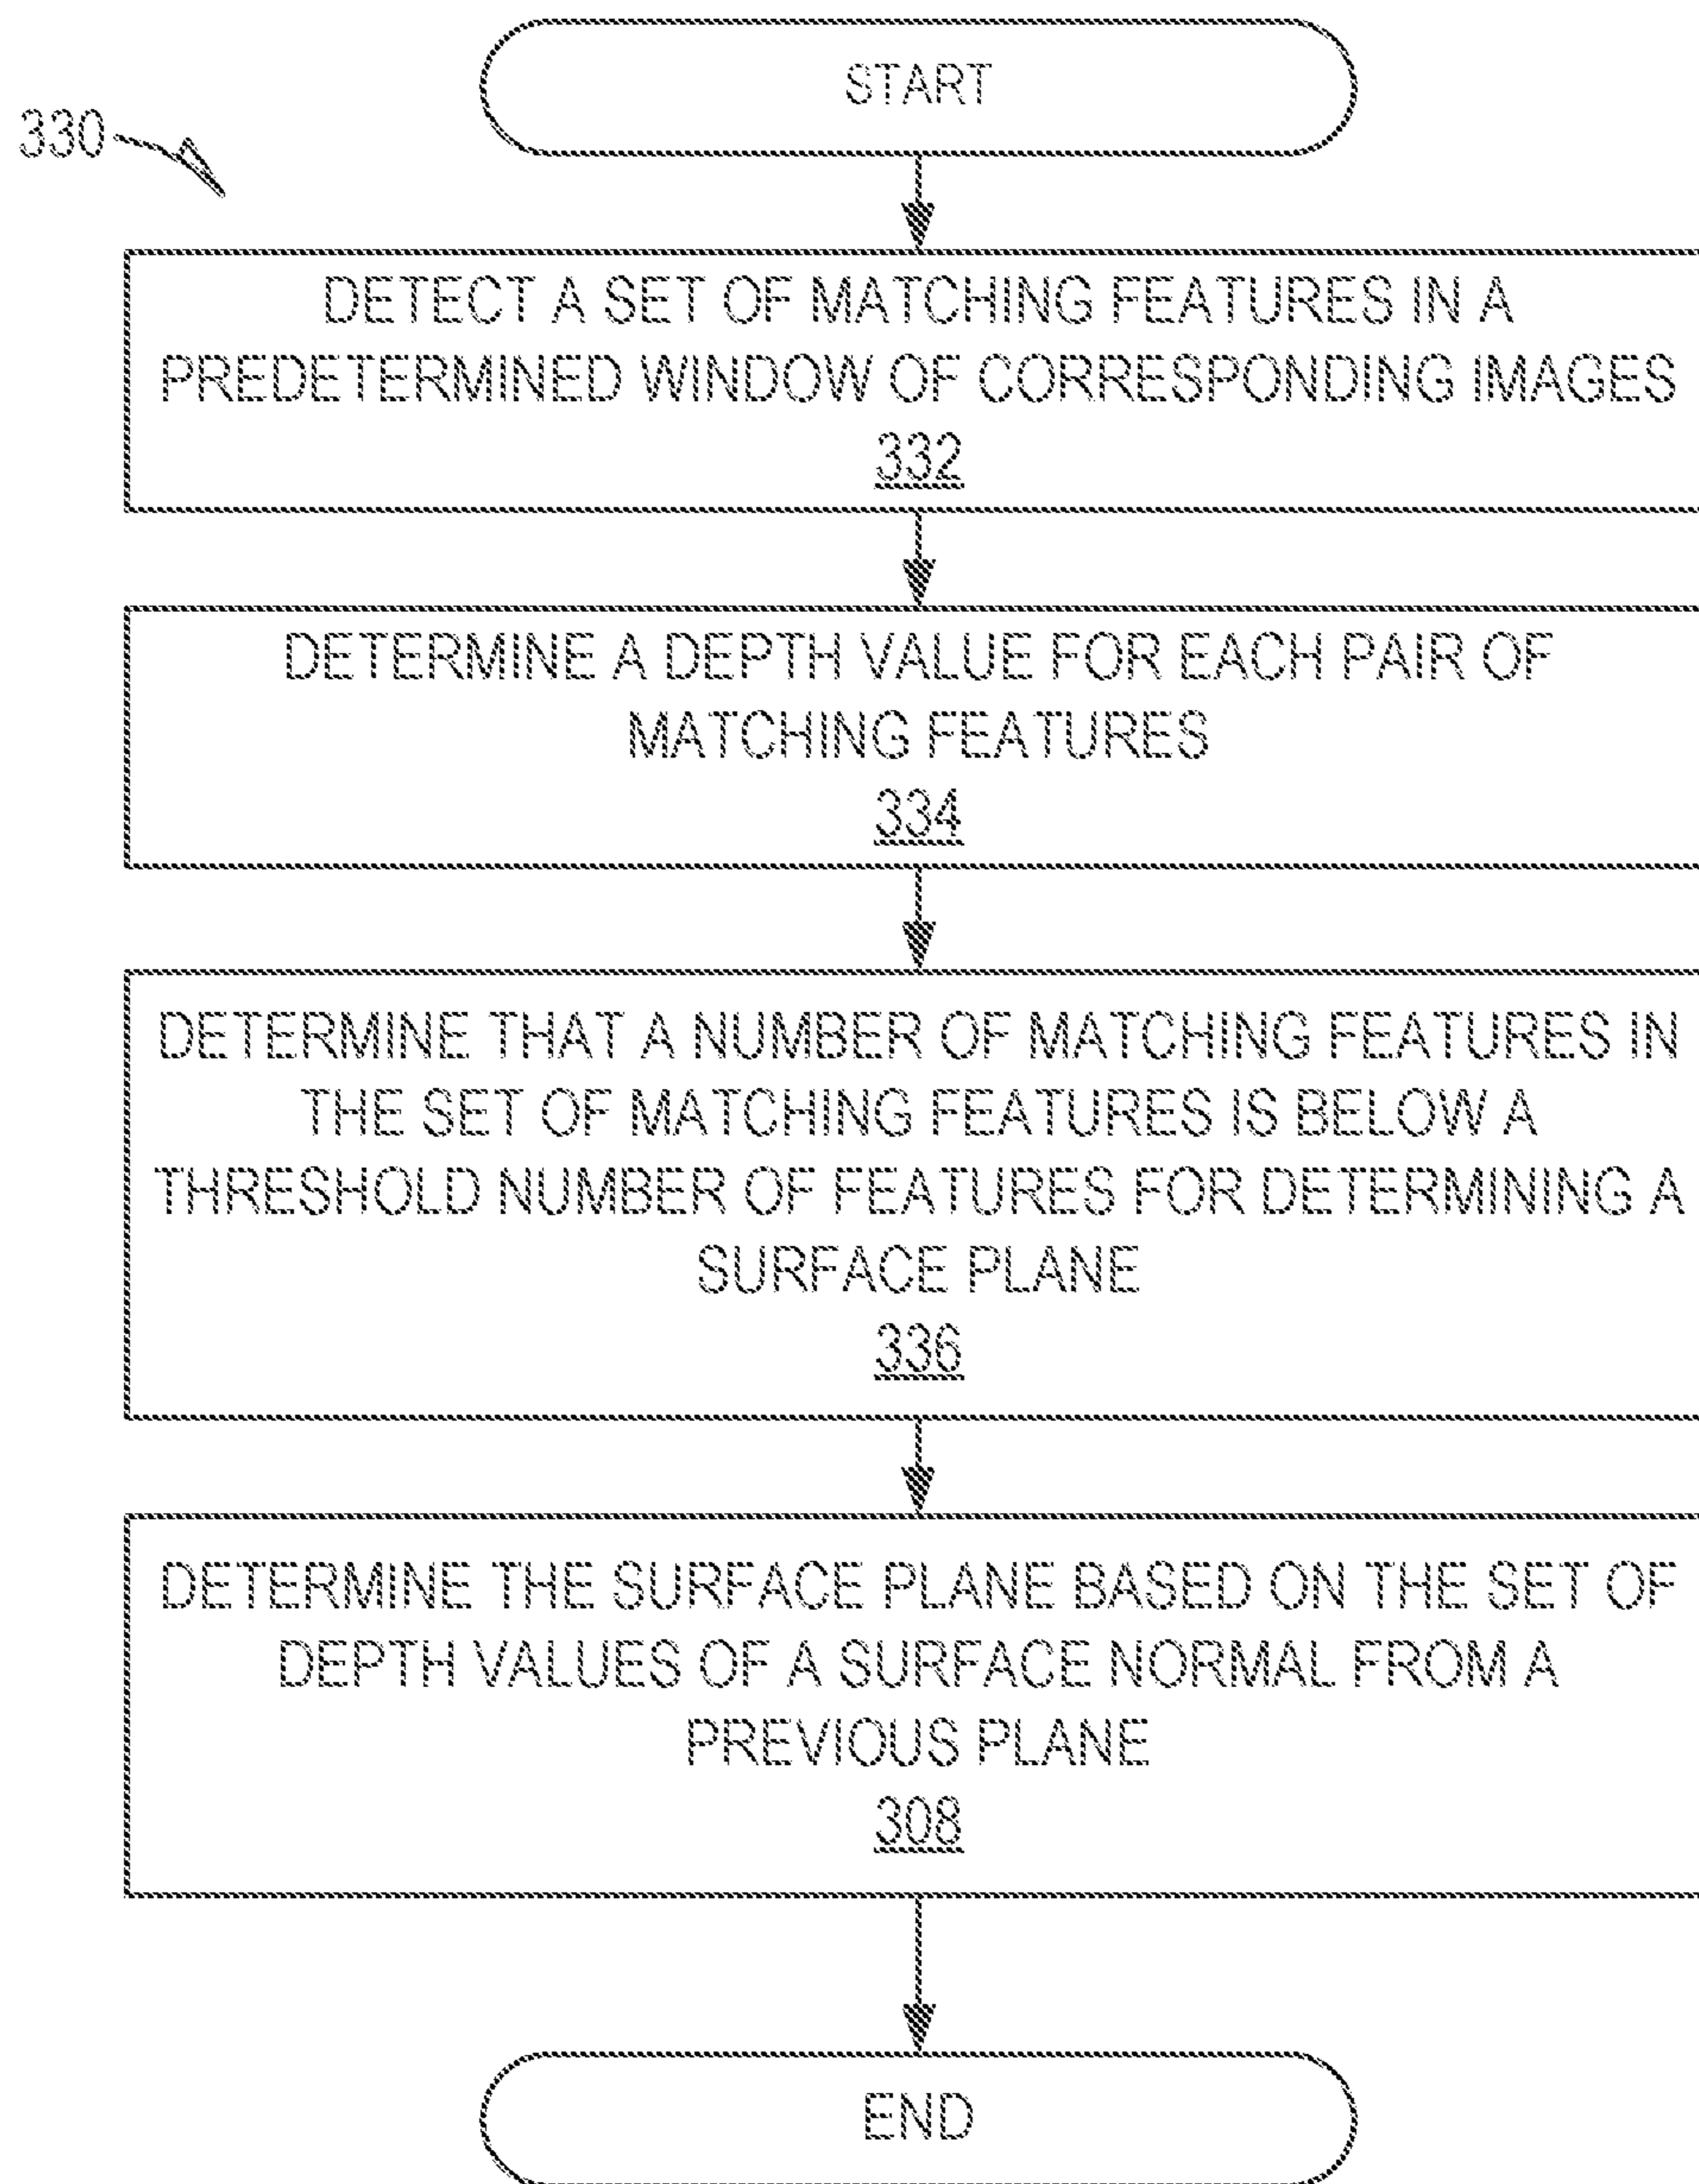 START
330
DETECT A SET OF MATCHING FEATURES IN A
PREDETERMINED WINDOW OF CORRESPONDING IMAGES
332
DETERMINE A DEPTH VALUE FOR EACH PAIR OF
MATCHING FEATURES
334
DETERMINE THAT A NUMBER OF MATCHING FEATURES IN
THE SET OF MATCHING FEATURES IS BELOW A
THRESHOLD NUMBER OF FEATURES FOR DETERMINING A
SURFACE PLANE
336
DETERMINE THE SURFACE PLANE BASED ON THE SET OF
DEPTH VALUES OF A SURFACE NORMAL FROM A
PREVIOUS PLANE
308
END